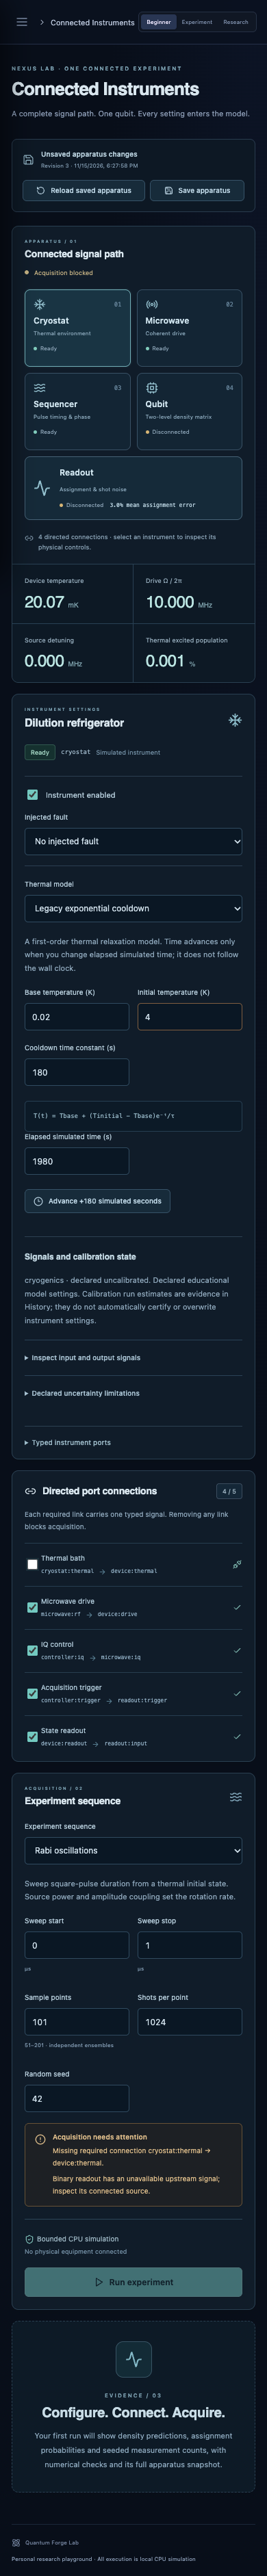 Connected Instruments
Beginner
Experiment
Research
NEXUS LAB · ONE CONNECTED EXPERIMENT
Connected Instruments
A complete signal path. One qubit. Every setting enters the model.
Unsaved apparatus changes
Revision 3 · 11/15/2026, 6:27:58 PM
Reload saved apparatus
Save apparatus
APPARATUS / 01
Connected signal path
Acquisition blocked
01
Cryostat
Thermal environment
Ready
02
Microwave
Coherent drive
Ready
03
Sequencer
Pulse timing & phase
Ready
04
Qubit
Two-level density matrix
Disconnected
Readout
Assignment & shot noise
Disconnected 3.0% mean assignment error
4 directed connections · select an instrument to inspect its
physical controls.
Device temperature
20.07 mK
Drive Ω / 2π
10.000 MHz
Source detuning
0.000 MHz
Thermal excited population
0.001 %
INSTRUMENT SETTINGS
Dilution refrigerator
Ready cryostat Simulated instrument
Instrument enabled
Injected fault
No injected fault
Thermal model
Legacy exponential cooldown
A first-order thermal relaxation model. Time advances only
when you change elapsed simulated time; it does not follow
the wall clock.
Base temperature (K)
0.02
Initial temperature (K)
4
Cooldown time constant (s)
180
T(t) = Tbase + (Tinitial − Tbase)e⁻ᵗ/τ
Elapsed simulated time (s)
1980
Advance +180 simulated seconds
Signals and calibration state
cryogenics · declared uncalibrated. Declared educational
model settings. Calibration run estimates are evidence in
History; they do not automatically certify or overwrite
instrument settings.
Inspect input and output signals
Declared uncertainty limitations
Typed instrument ports
Directed port connections
4 / 5
Each required link carries one typed signal. Removing any link
blocks acquisition.
Thermal bath
cryostat:thermal → device:thermal
Microwave drive
microwave:rf → device:drive
IQ control
controller:iq → microwave:iq
Acquisition trigger
controller:trigger → readout:trigger
State readout
device:readout → readout:input
ACQUISITION / 02
Experiment sequence
Experiment sequence
Rabi oscillations
Sweep square-pulse duration from a thermal initial state.
Source power and amplitude coupling set the rotation rate.
Sweep start
0
µs
Sweep stop
1
µs
Sample points
101
51–201 · independent ensembles
Shots per point
1024
Random seed
42
Acquisition needs attention
Missing required connection cryostat:thermal →
device:thermal.
Binary readout has an unavailable upstream signal;
inspect its connected source.
Bounded CPU simulation
No physical equipment connected
Run experiment
EVIDENCE / 03
Configure. Connect. Acquire.
Your first run will show density predictions, assignment
probabilities and seeded measurement counts, with
numerical checks and its full apparatus snapshot.
Quantum Forge Lab
Personal research playground · All execution is local CPU simulation